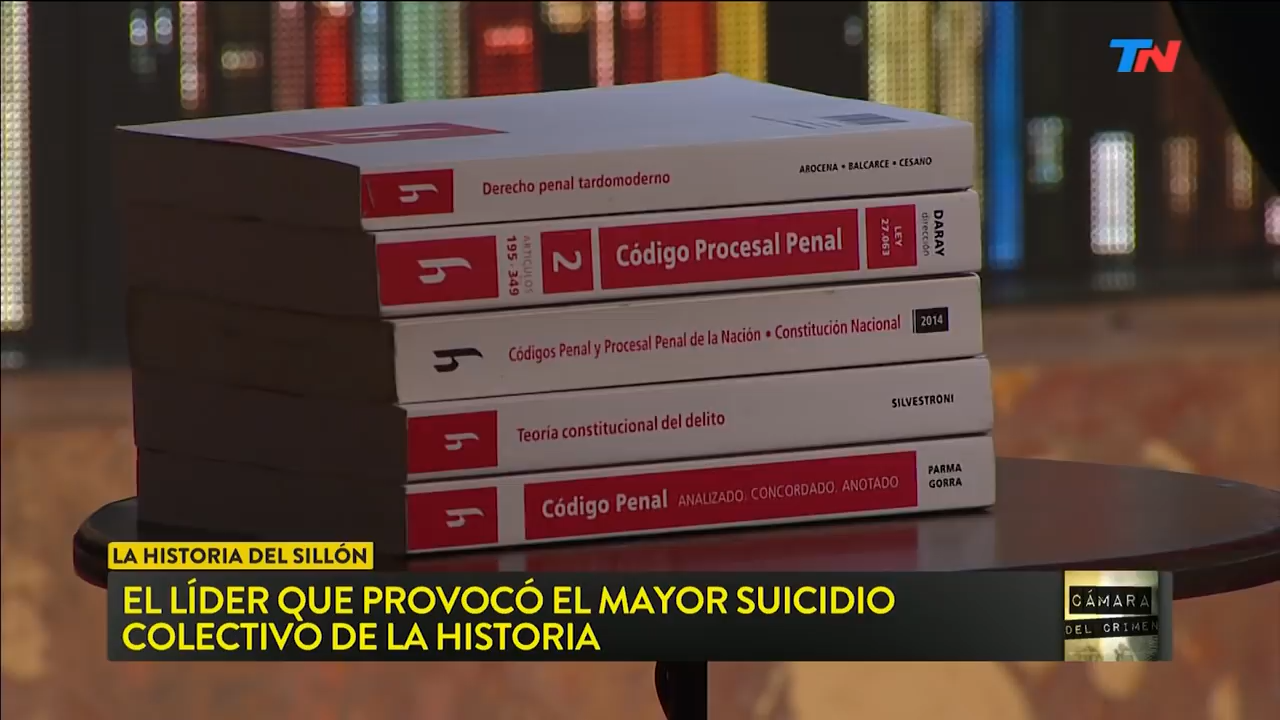 TN
Derecho penal tardomoderno
AROCENA • BALCARCE • CESANO
ARTÍCULOS
195 - 349
2
Código Procesal Penal
LEY
27.063
DARAY
dirección
Códigos Penal y Procesal Penal de la Nación • Constitución Nacional
2014
Teoría constitucional del delito
SILVESTRONI
Código Penal ANALIZADO, CONCORDADO, ANOTADO
PARMA
GORRA
LA HISTORIA DEL SILLÓN
EL LÍDER QUE PROVOCÓ EL MAYOR SUICIDIO
COLECTIVO DE LA HISTORIA
CÁMARA
DEL CRIMEN